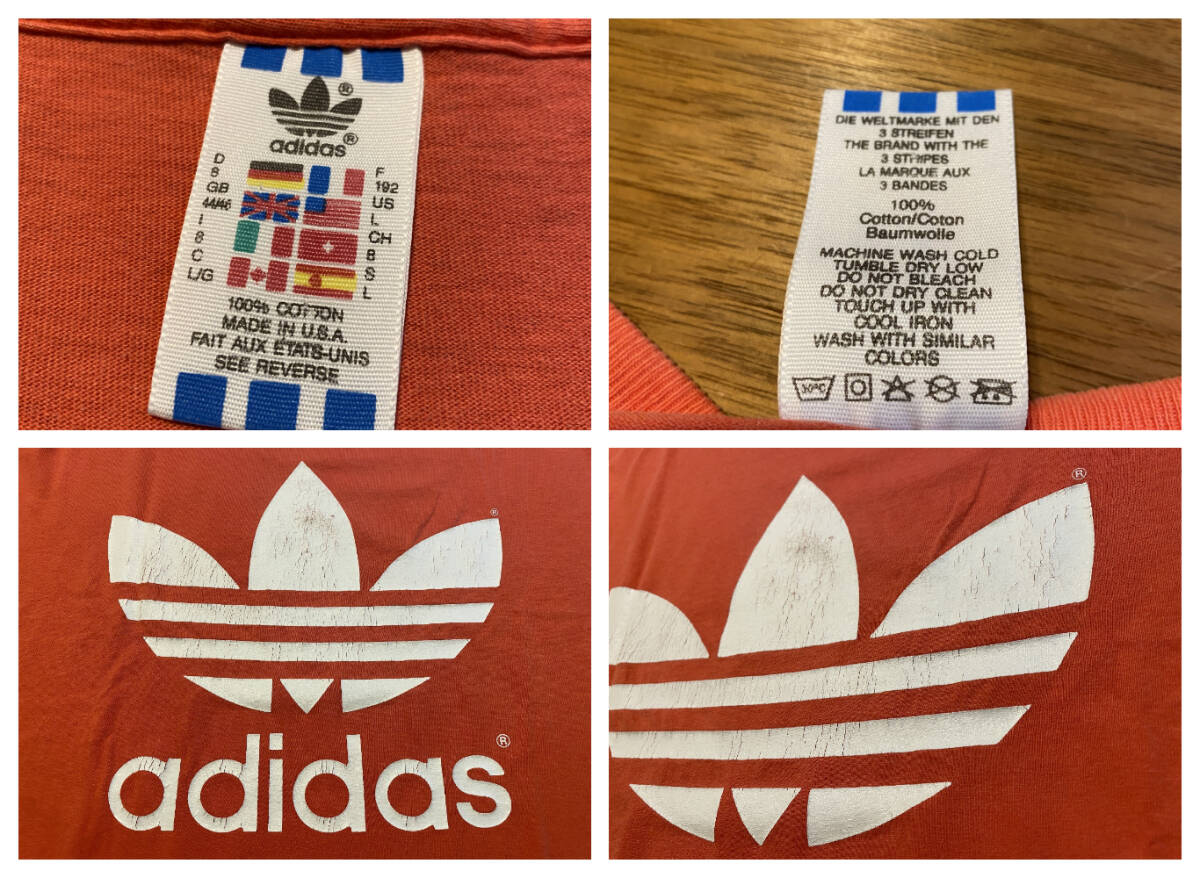 ®
adidas®
D
8
GB
44/46
I
8
C
L/G
F
192
US
L
CH
8
S
L
100% COTTON
MADE IN U.S.A.
FAIT AUX ÉTATS-UNIS
SEE REVERSE
DIE WELTMARKE MIT DEN
3 STREIFEN
THE BRAND WITH THE
3 STRIPES
LA MARQUE AUX
3 BANDES
100%
Cotton/Coton
Baumwolle
MACHINE WASH COLD
TUMBLE DRY LOW
DO NOT BLEACH
DO NOT DRY CLEAN
TOUCH UP WITH
COOL IRON
WASH WITH SIMILAR
COLORS
30°C
®
adidas®
®